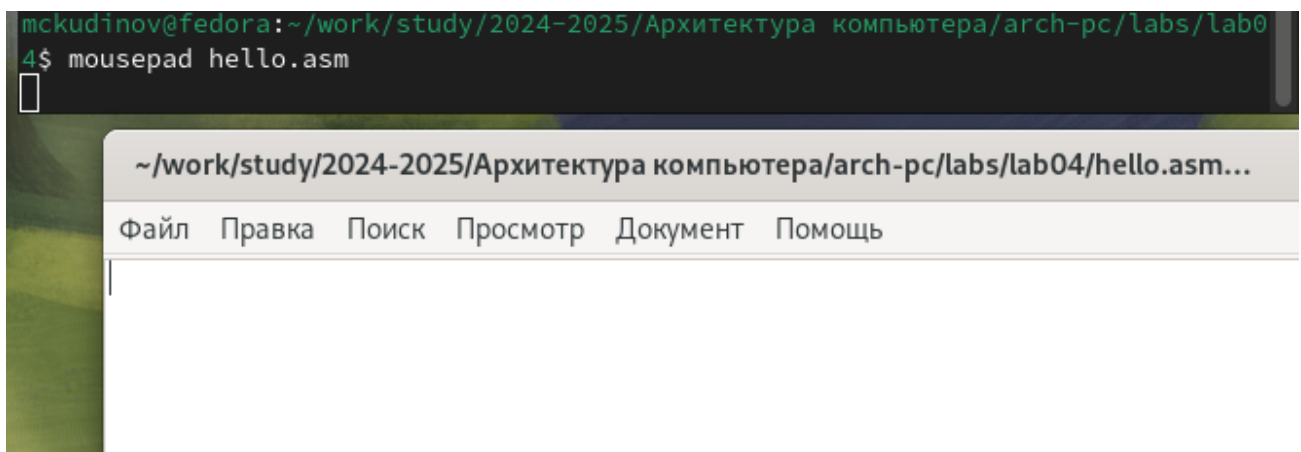 mckudinov@fedora:~/work/study/2024-2025/Архитектура компьютера/arch-pc/labs/lab0
4$ mousepad hello.asm
~/work/study/2024-2025/Архитектура компьютера/arch-pc/labs/lab04/hello.asm...
Файл Правка Поиск Просмотр Документ Помощь